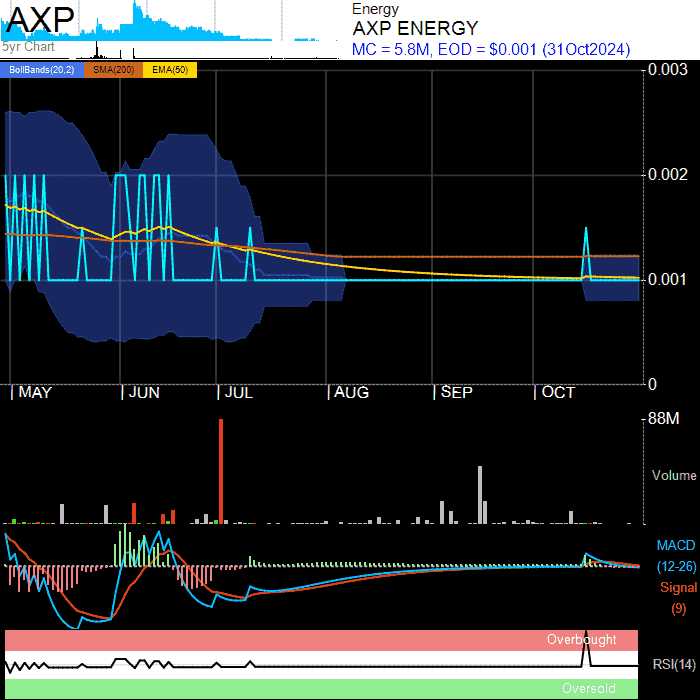 AXP
5yr Chart
Energy
AXP ENERGY
MC = 5.8M, EOD = $0.001 (31Oct2024)
BollBands(20,2) SMA(200) EMA(50)
0.003
0.002
0.001
0
MAY JUN JUL AUG SEP OCT
88M
Volume
MACD
(12-26)
Signal
(9)
Overbought
RSI(14)
Oversold